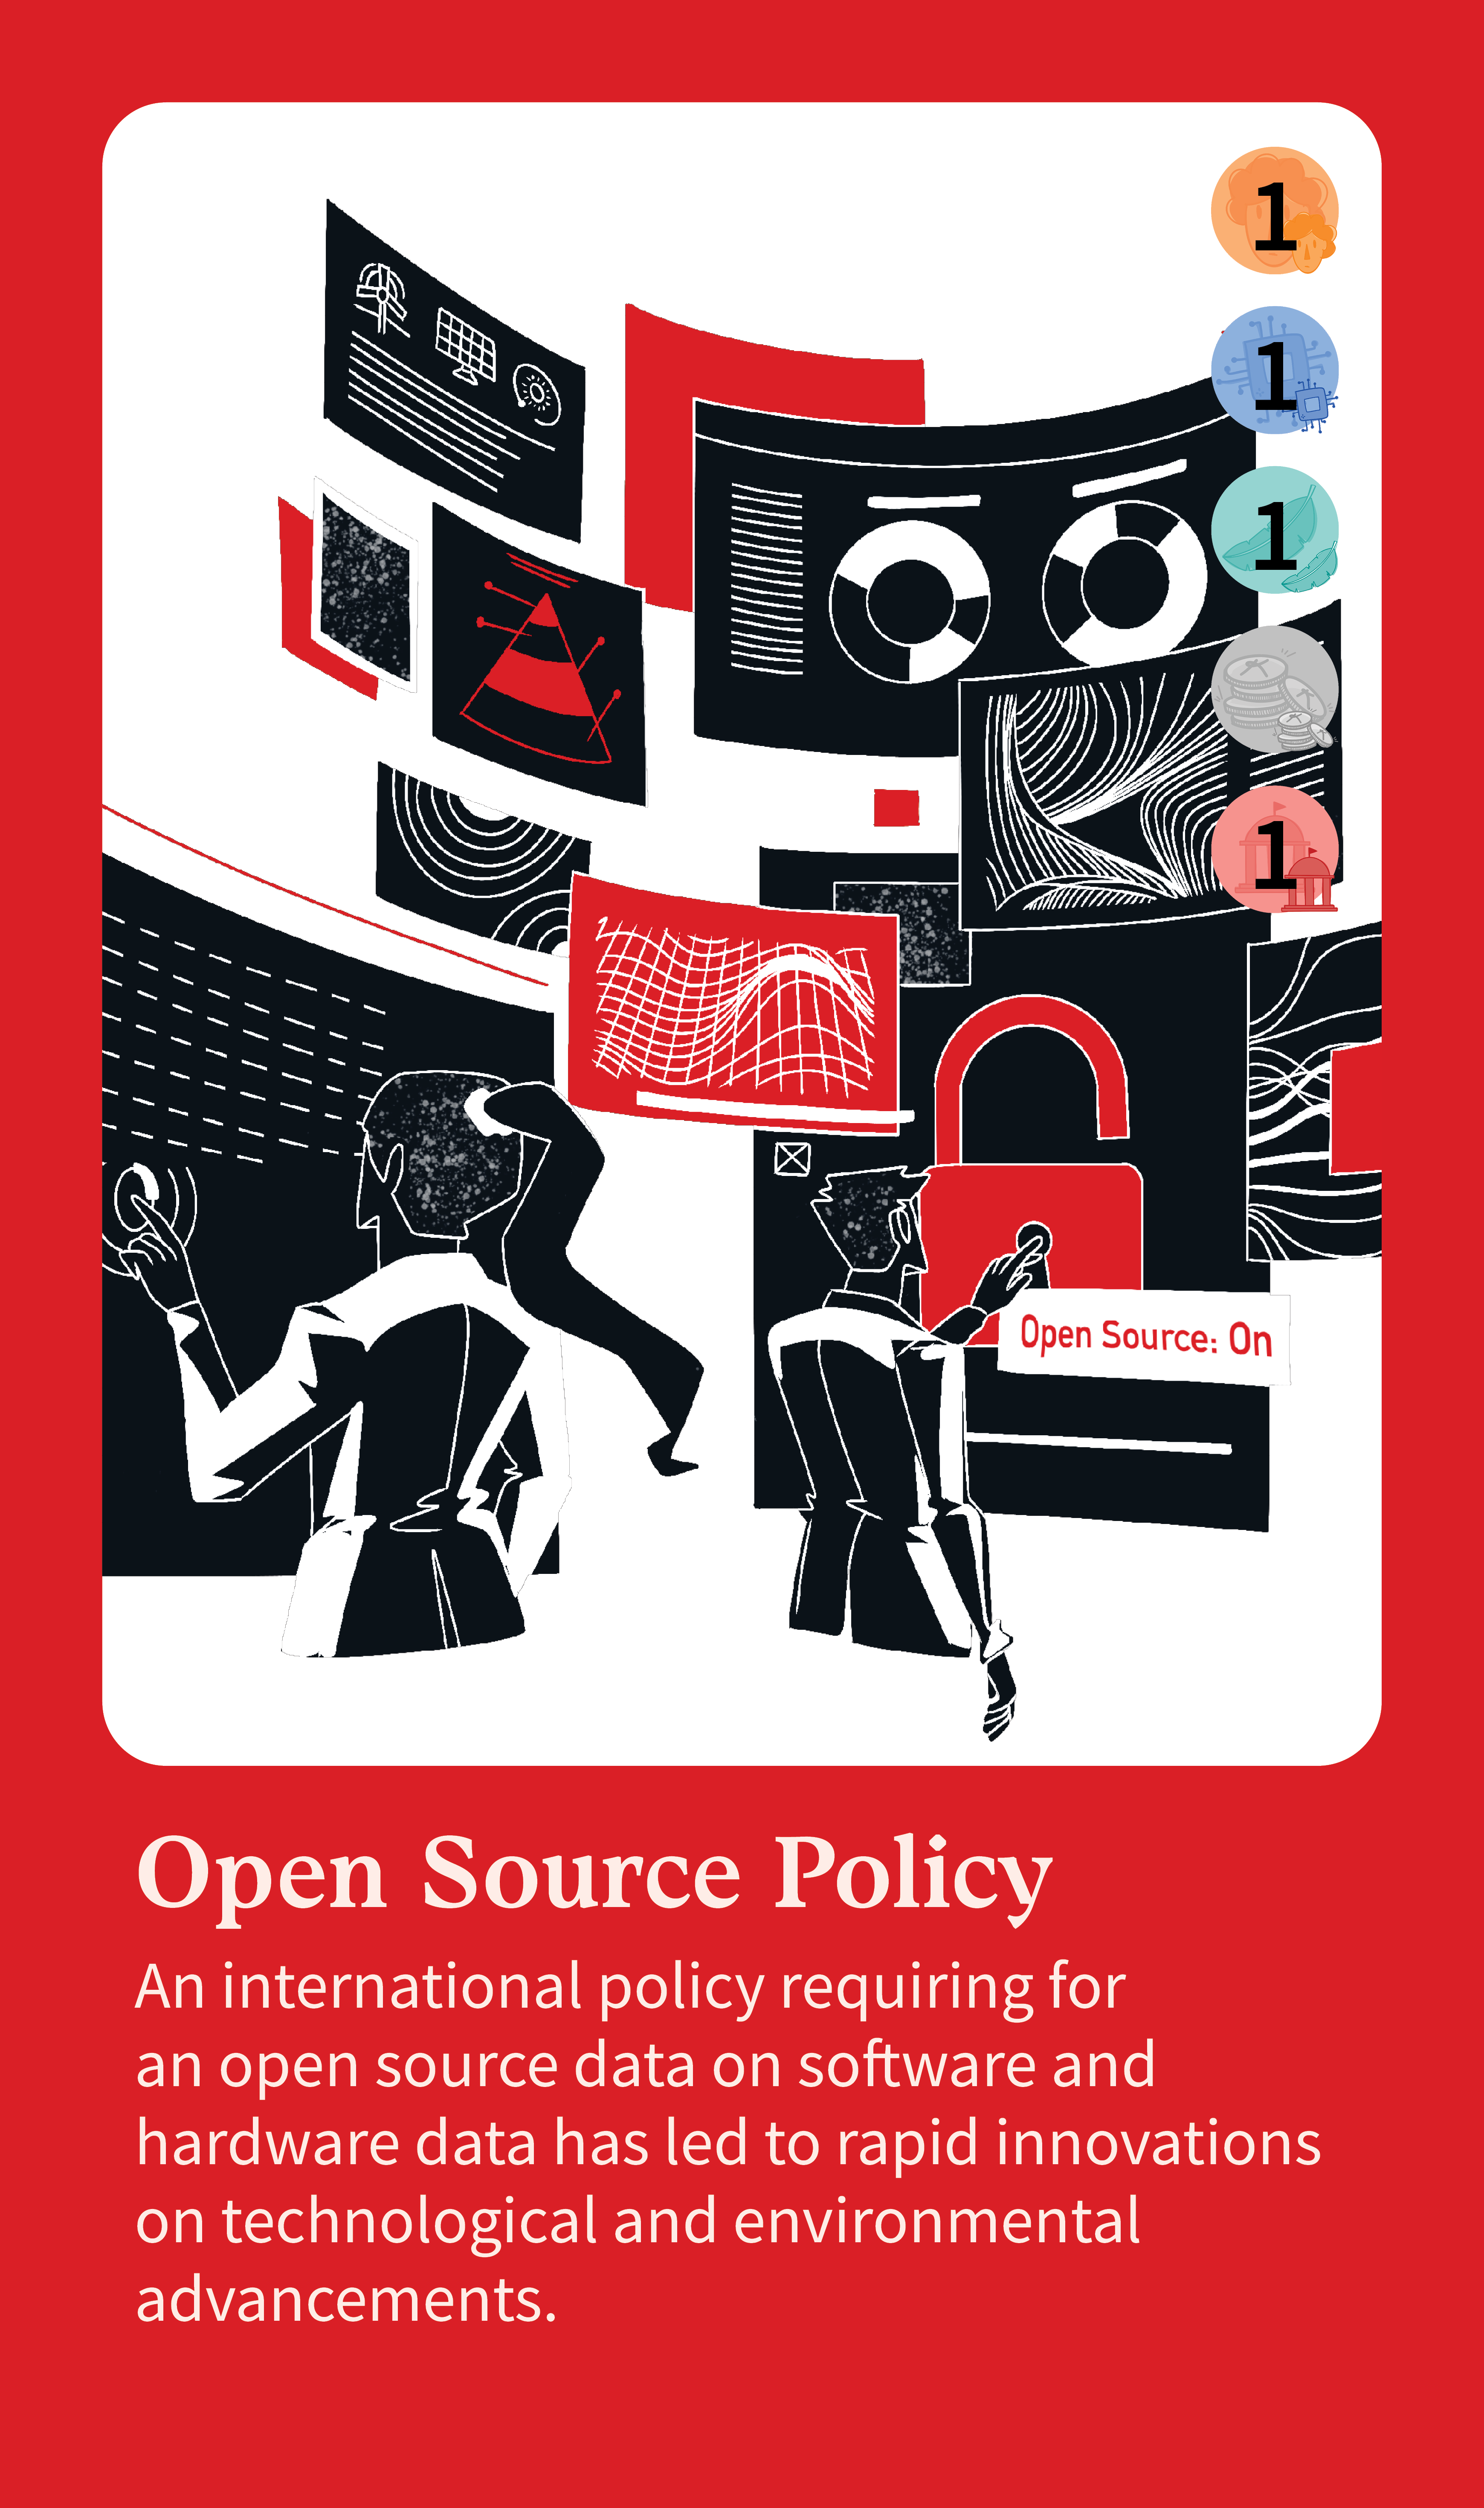 1
1
1
1
Open Source: On
Open Source Policy
An international policy requiring for
an open source data on software and
hardware data has led to rapid innovations
on technological and environmental
advancements.